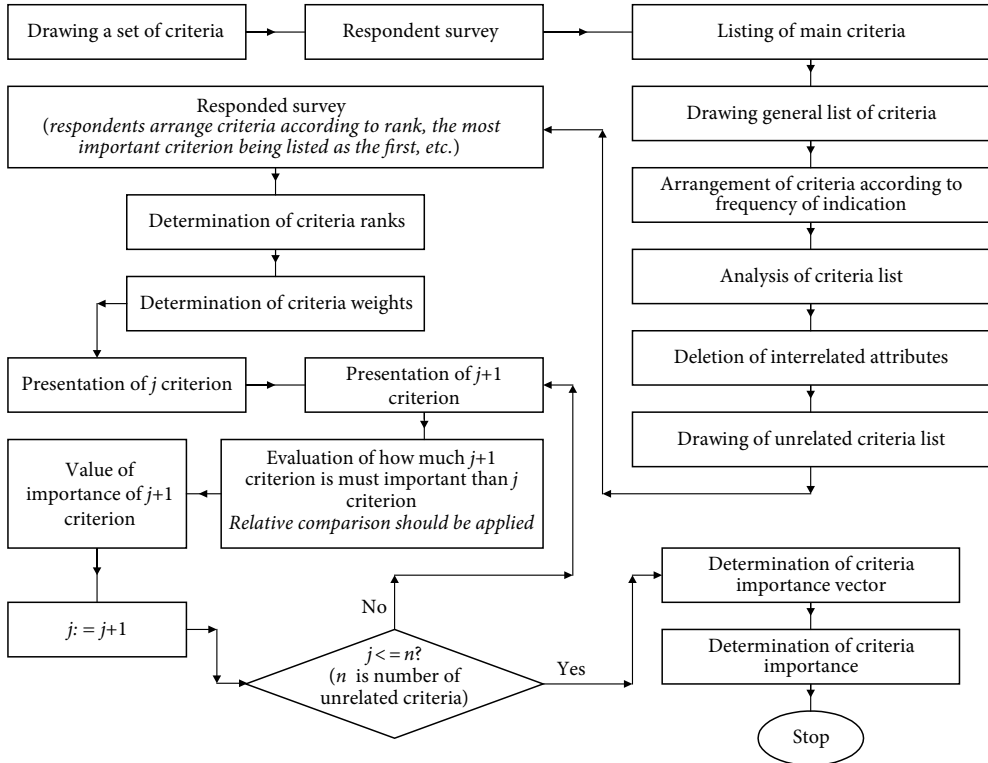 Drawing a set of criteria
Respondent survey
Listing of main criteria
Drawing general list of criteria
Arrangement of criteria according to
frequency of indication
Analysis of criteria list
Deletion of interrelated attributes
Drawing of unrelated criteria list
Responded survey
(respondents arrange criteria according to rank, the most
important criterion being listed as the first, etc.)
Determination of criteria ranks
Determination of criteria weights
Presentation of j criterion
Presentation of j+1
criterion
Evaluation of how much j+1
criterion is must important than j
criterion
Relative comparison should be applied
Value of
importance of j+1
criterion
j: = j+1
j < = n?
(n is number of
unrelated criteria)
No
Yes
Determination of criteria
importance vector
Determination of criteria
importance
Stop